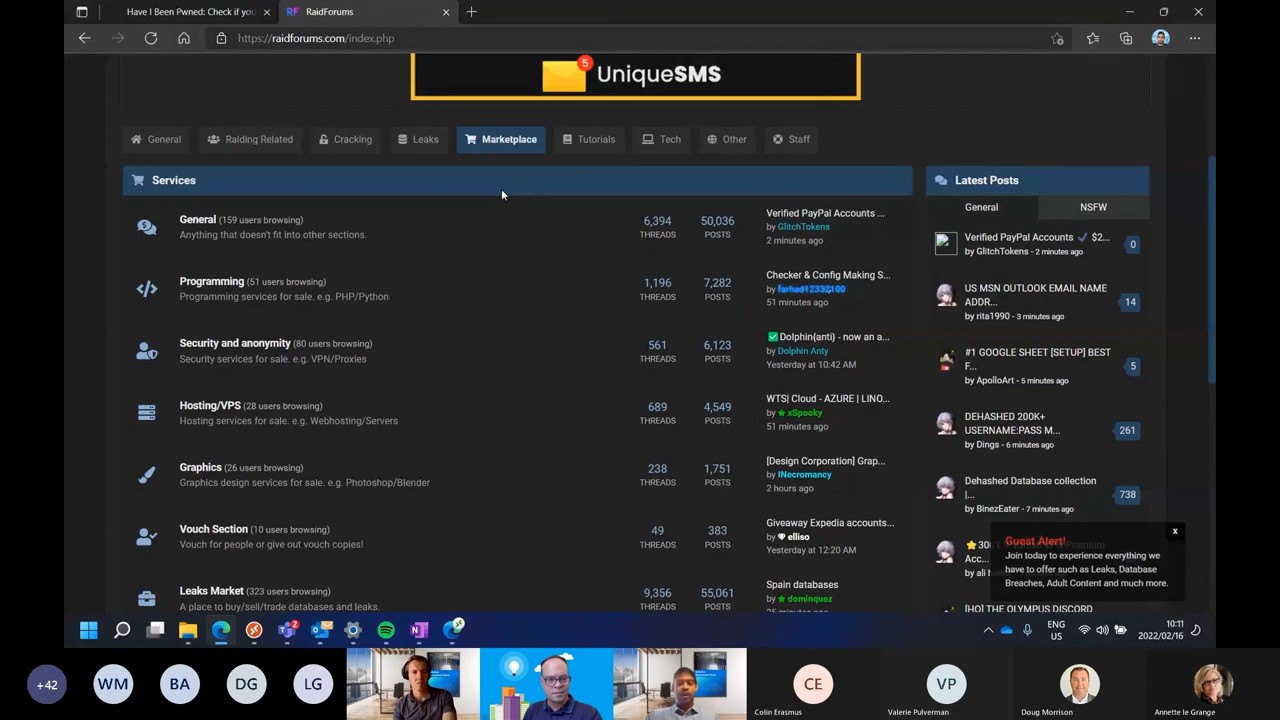 Have I Been Pwned: Check if you
RF RaidForums
https://raidforums.com/index.php
5
UniqueSMS
General
Raiding Related
Cracking
Leaks
Marketplace
Tutorials
Tech
Other
Staff
Services
General (159 users browsing)
Anything that doesn't fit into other sections.
6,394
THREADS
50,036
POSTS
Verified PayPal Accounts ...
by GlitchTokens
2 minutes ago
Programming (51 users browsing)
Programming services for sale. e.g. PHP/Python
1,196
THREADS
7,282
POSTS
Checker & Config Making S...
by farhad12332100
51 minutes ago
Security and anonymity (80 users browsing)
Security services for sale. e.g. VPN/Proxies
561
THREADS
6,123
POSTS
Dolphin{anti} - now an a...
by Dolphin Anty
Yesterday at 10:42 AM
Hosting/VPS (28 users browsing)
Hosting services for sale. e.g. Webhosting/Servers
689
THREADS
4,549
POSTS
WTS| Cloud - AZURE | LINO...
by xSpooky
51 minutes ago
Graphics (26 users browsing)
Graphics design services for sale. e.g. Photoshop/Blender
238
THREADS
1,751
POSTS
[Design Corporation] Grap...
by INecromancy
2 hours ago
Vouch Section (10 users browsing)
Vouch for people or give out vouch copies!
49
THREADS
383
POSTS
Giveaway Expedia accounts...
by elliso
Yesterday at 12:20 AM
Leaks Market (323 users browsing)
A place to buy/sell/trade databases and leaks.
9,356
THREADS
55,061
POSTS
Spain databases
by dominquez
Latest Posts
General
NSFW
Verified PayPal Accounts ✓ $2...
by GlitchTokens - 2 minutes ago
0
US MSN OUTLOOK EMAIL NAME
ADDR...
by rita1990 - 3 minutes ago
14
#1 GOOGLE SHEET [SETUP] BEST
F...
by ApolloArt - 5 minutes ago
5
DEHASHED 200K+
USERNAME:PASS M...
by Dings - 6 minutes ago
261
Dehashed Database collection
|...
by BinezEater - 7 minutes ago
738
Acc...
by ali
x
Guest Alert!
Join today to experience everything we
have to offer such as Leaks, Database
Breaches, Adult Content and much more.
[HQ] THE OLYMPUS DISCORD
2
ENG
US
10:11
2022/02/16
+42
WM
BA
DG
LG
CE
Colin Erasmus
VP
Valerie Pulverman
Doug Morrison
Annette le Grange